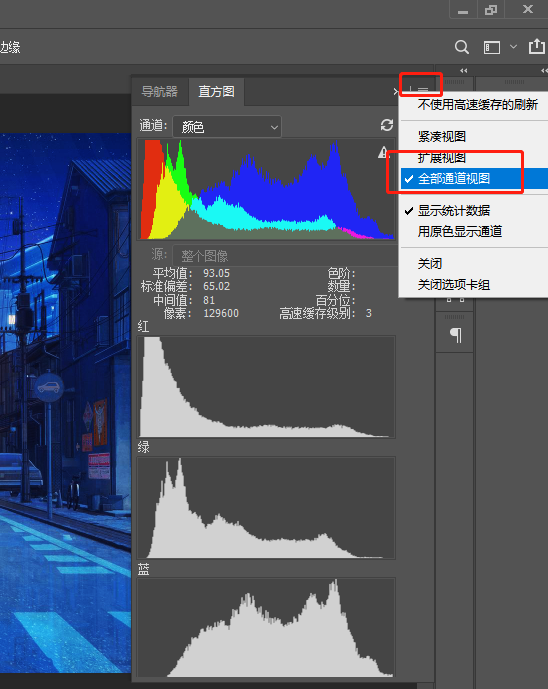 边缘
导航器 直方图
通道: 颜色
源: 整个图像
平均值: 93.05 色阶:
标准偏差: 65.02 数量:
中间值: 81 百分位:
像素: 129600 高速缓存级别: 3
红
绿
蓝
不使用高速缓存的刷新
紧凑视图
扩展视图
全部通道视图
显示统计数据
用原色显示通道
关闭
关闭选项卡组